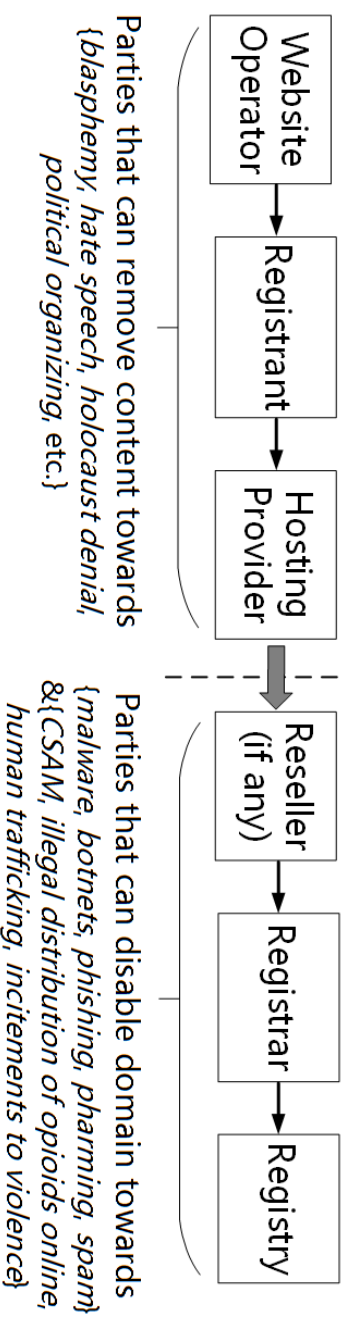 Website
Operator
Registrant
Hosting
Provider
Reseller
(if any)
Registrar
Registry
Parties that can remove content towards
{blasphemy, hate speech, holocaust denial,
political organizing, etc.}
Parties that can disable domain towards
{malware, botnets, phishing, pharming, spam}
&{CSAM, illegal distribution of opioids online,
human trafficking, incitements to violence}